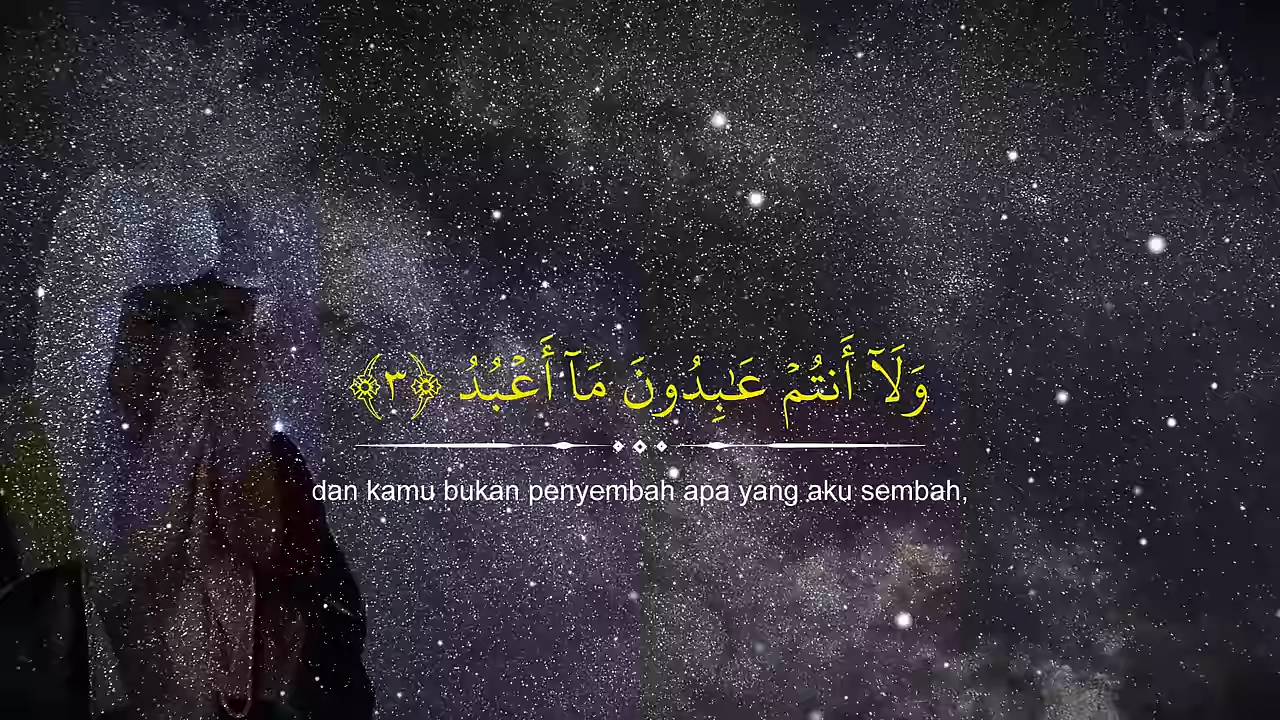 وَلَآ أَنتُمْ عَـٰبِدُونَ مَآ أَعْبُدُ ﴿٣﴾
dan kamu bukan penyembah apa yang aku sembah,